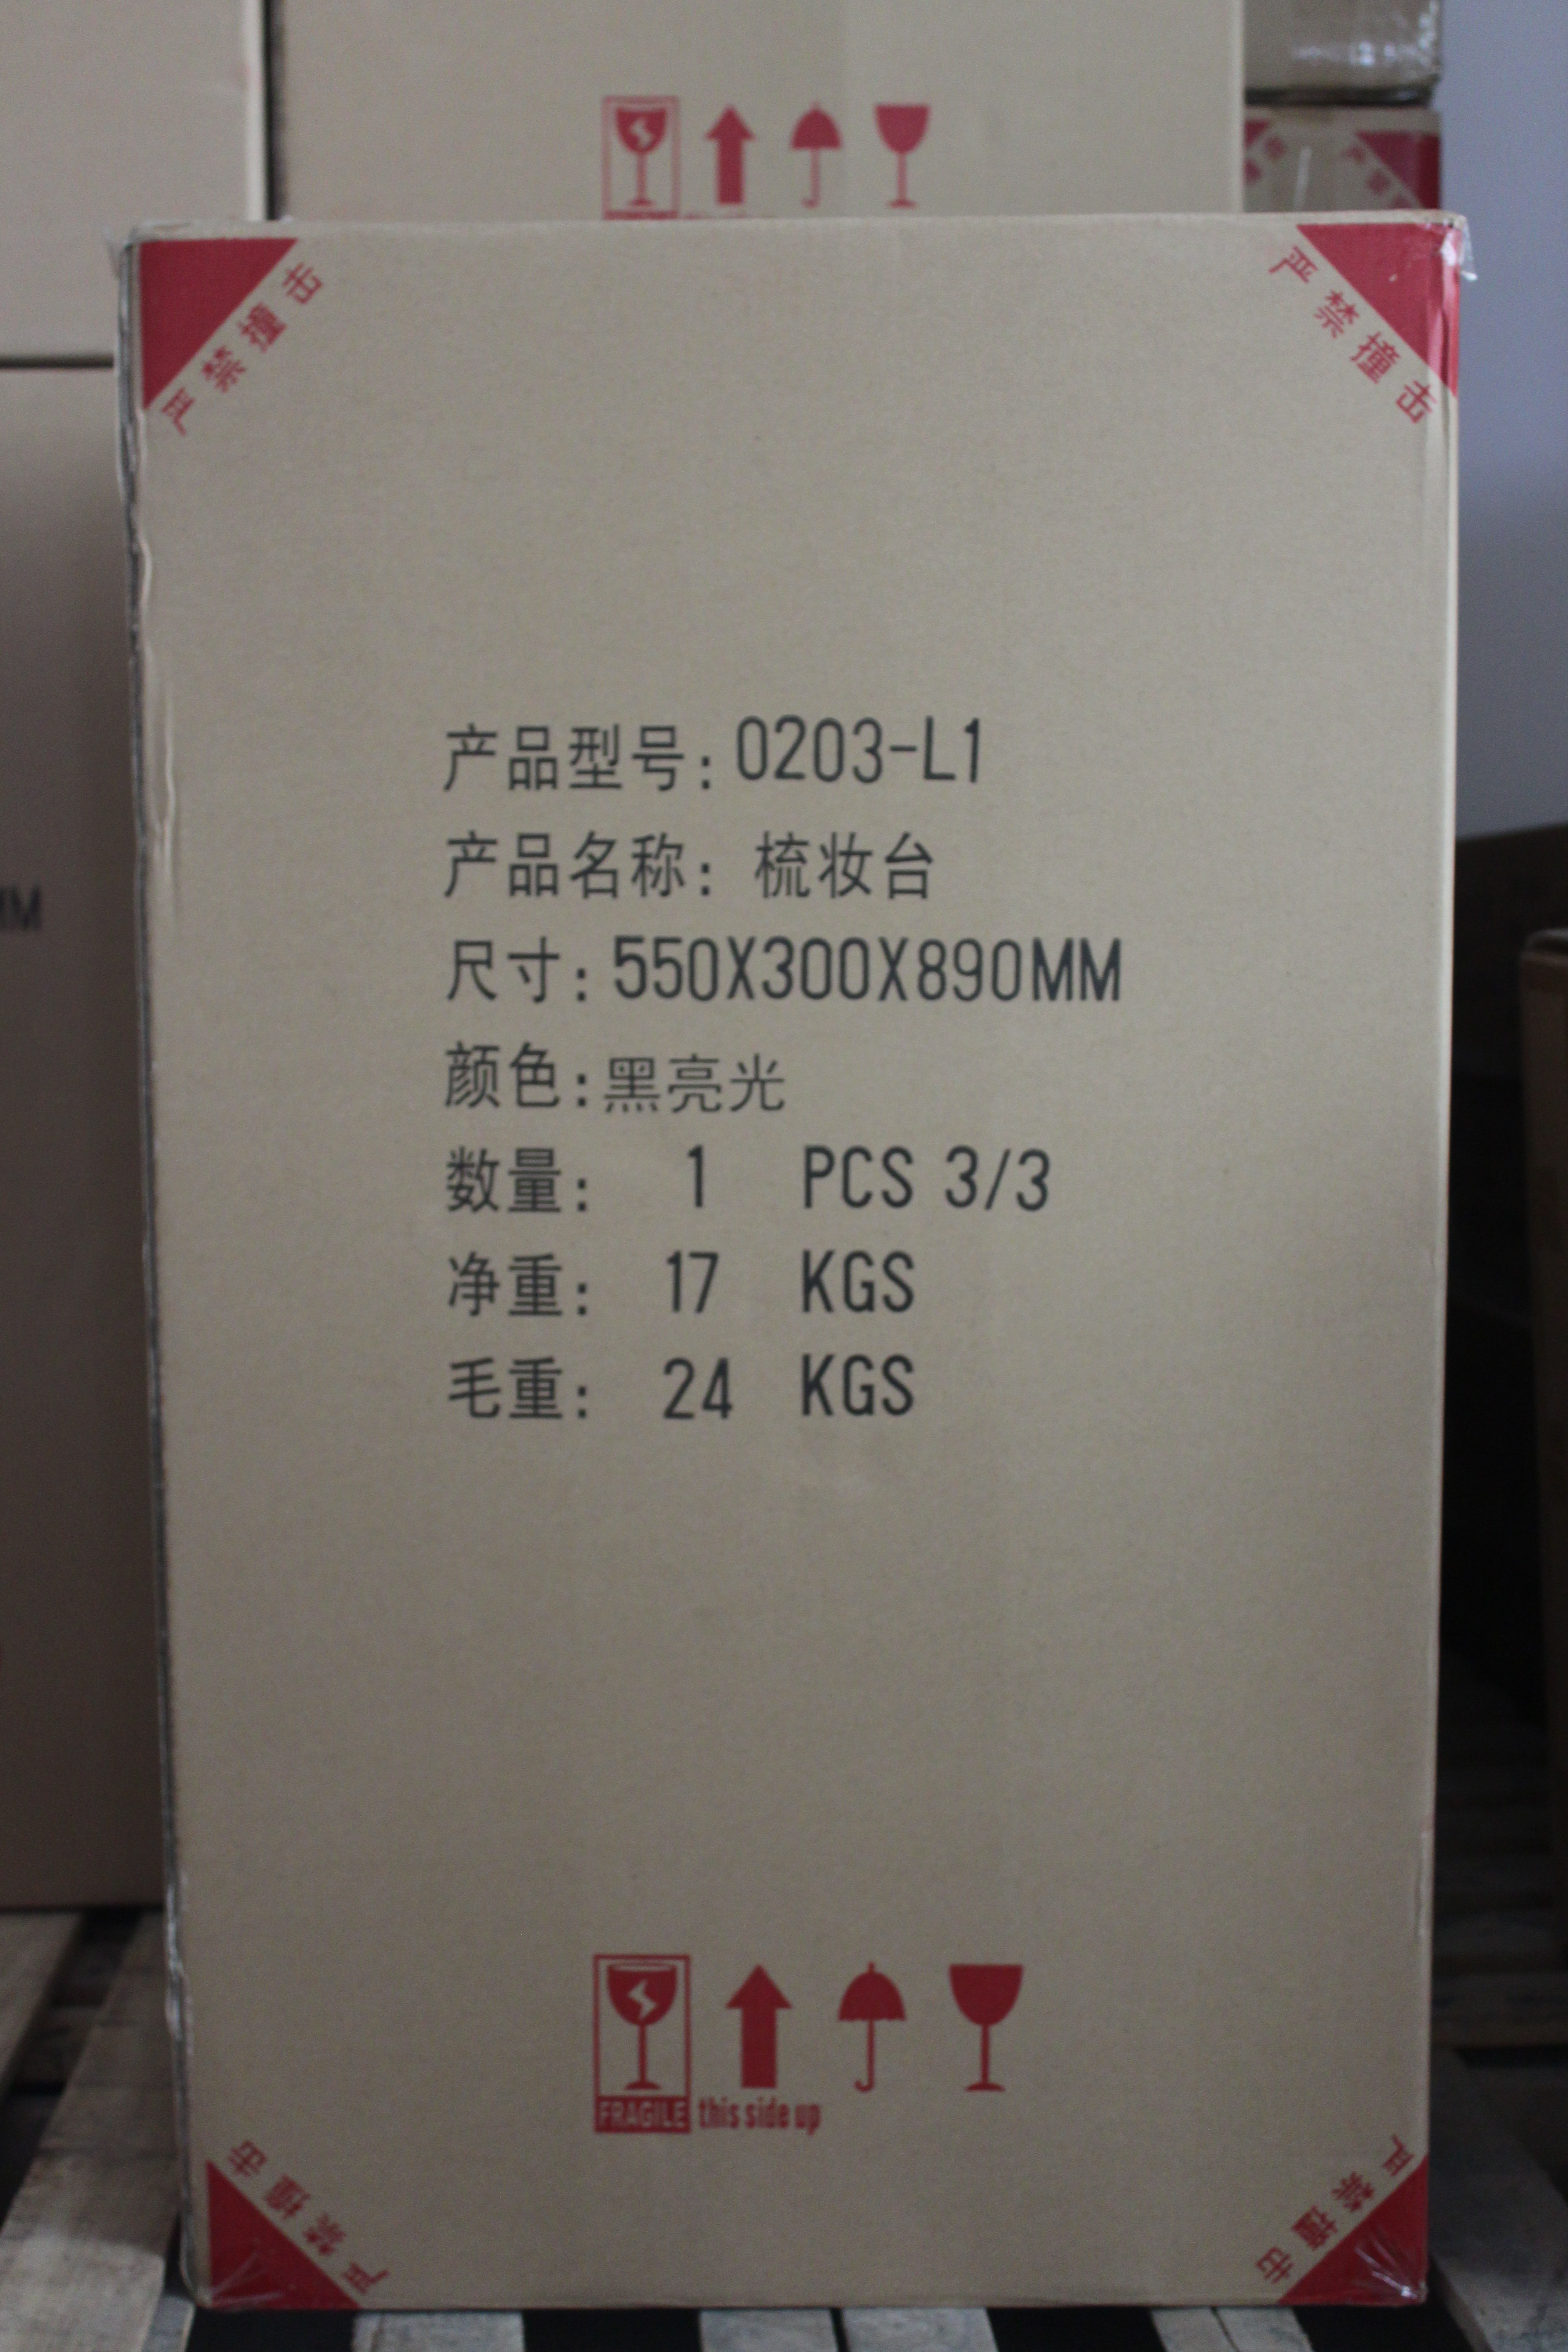 严禁撞击
严禁撞击
产品型号: 0203-L1
产品名称: 梳妆台
尺寸: 550X300X890MM
颜色: 黑亮光
数量: 1 PCS 3/3
净重: 17 KGS
毛重: 24 KGS
FRAGILE this side up
严禁撞击
严禁撞击